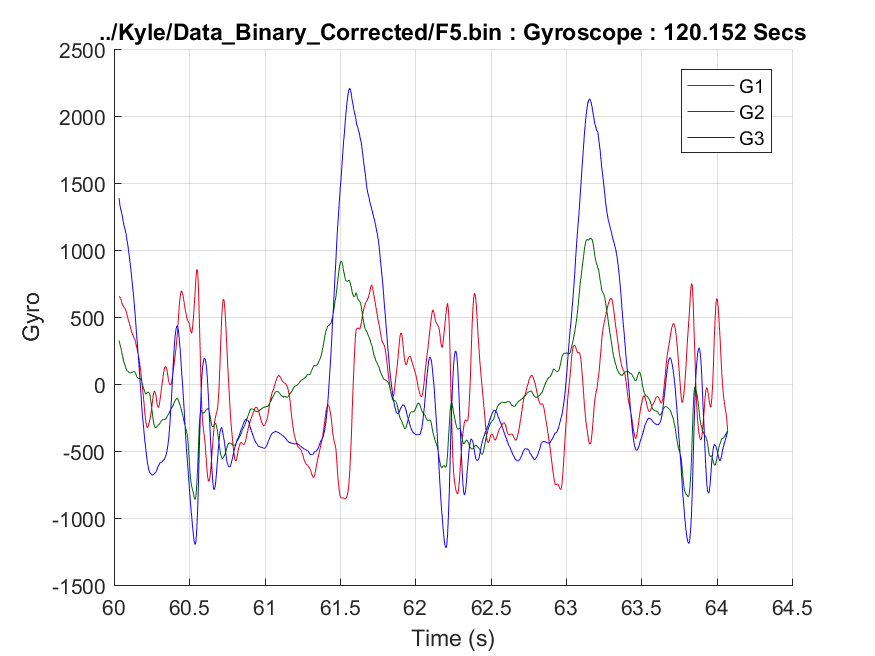 ../Kyle/Data_Binary_Corrected/F5.bin : Gyroscope : 120.152 Secs
2500
2000
1500
1000
500
0
-500
-1000
-1500
Gyro
G1
G2
G3
60 60.5 61 61.5 62 62.5 63 63.5 64 64.5
Time (s)